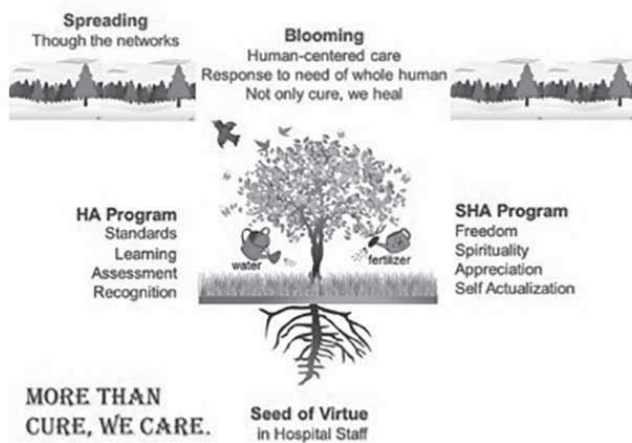 Spreading
Though the networks
Blooming
Human-centered care
Response to need of whole human
Not only cure, we heal
HA Program
Standards
Learning
Assessment
Recognition
water
fertilizer
SHA Program
Freedom
Spirituality
Appreciation
Self Actualization
MORE THAN
CURE, WE CARE.
Seed of Virtue
in Hospital Staff